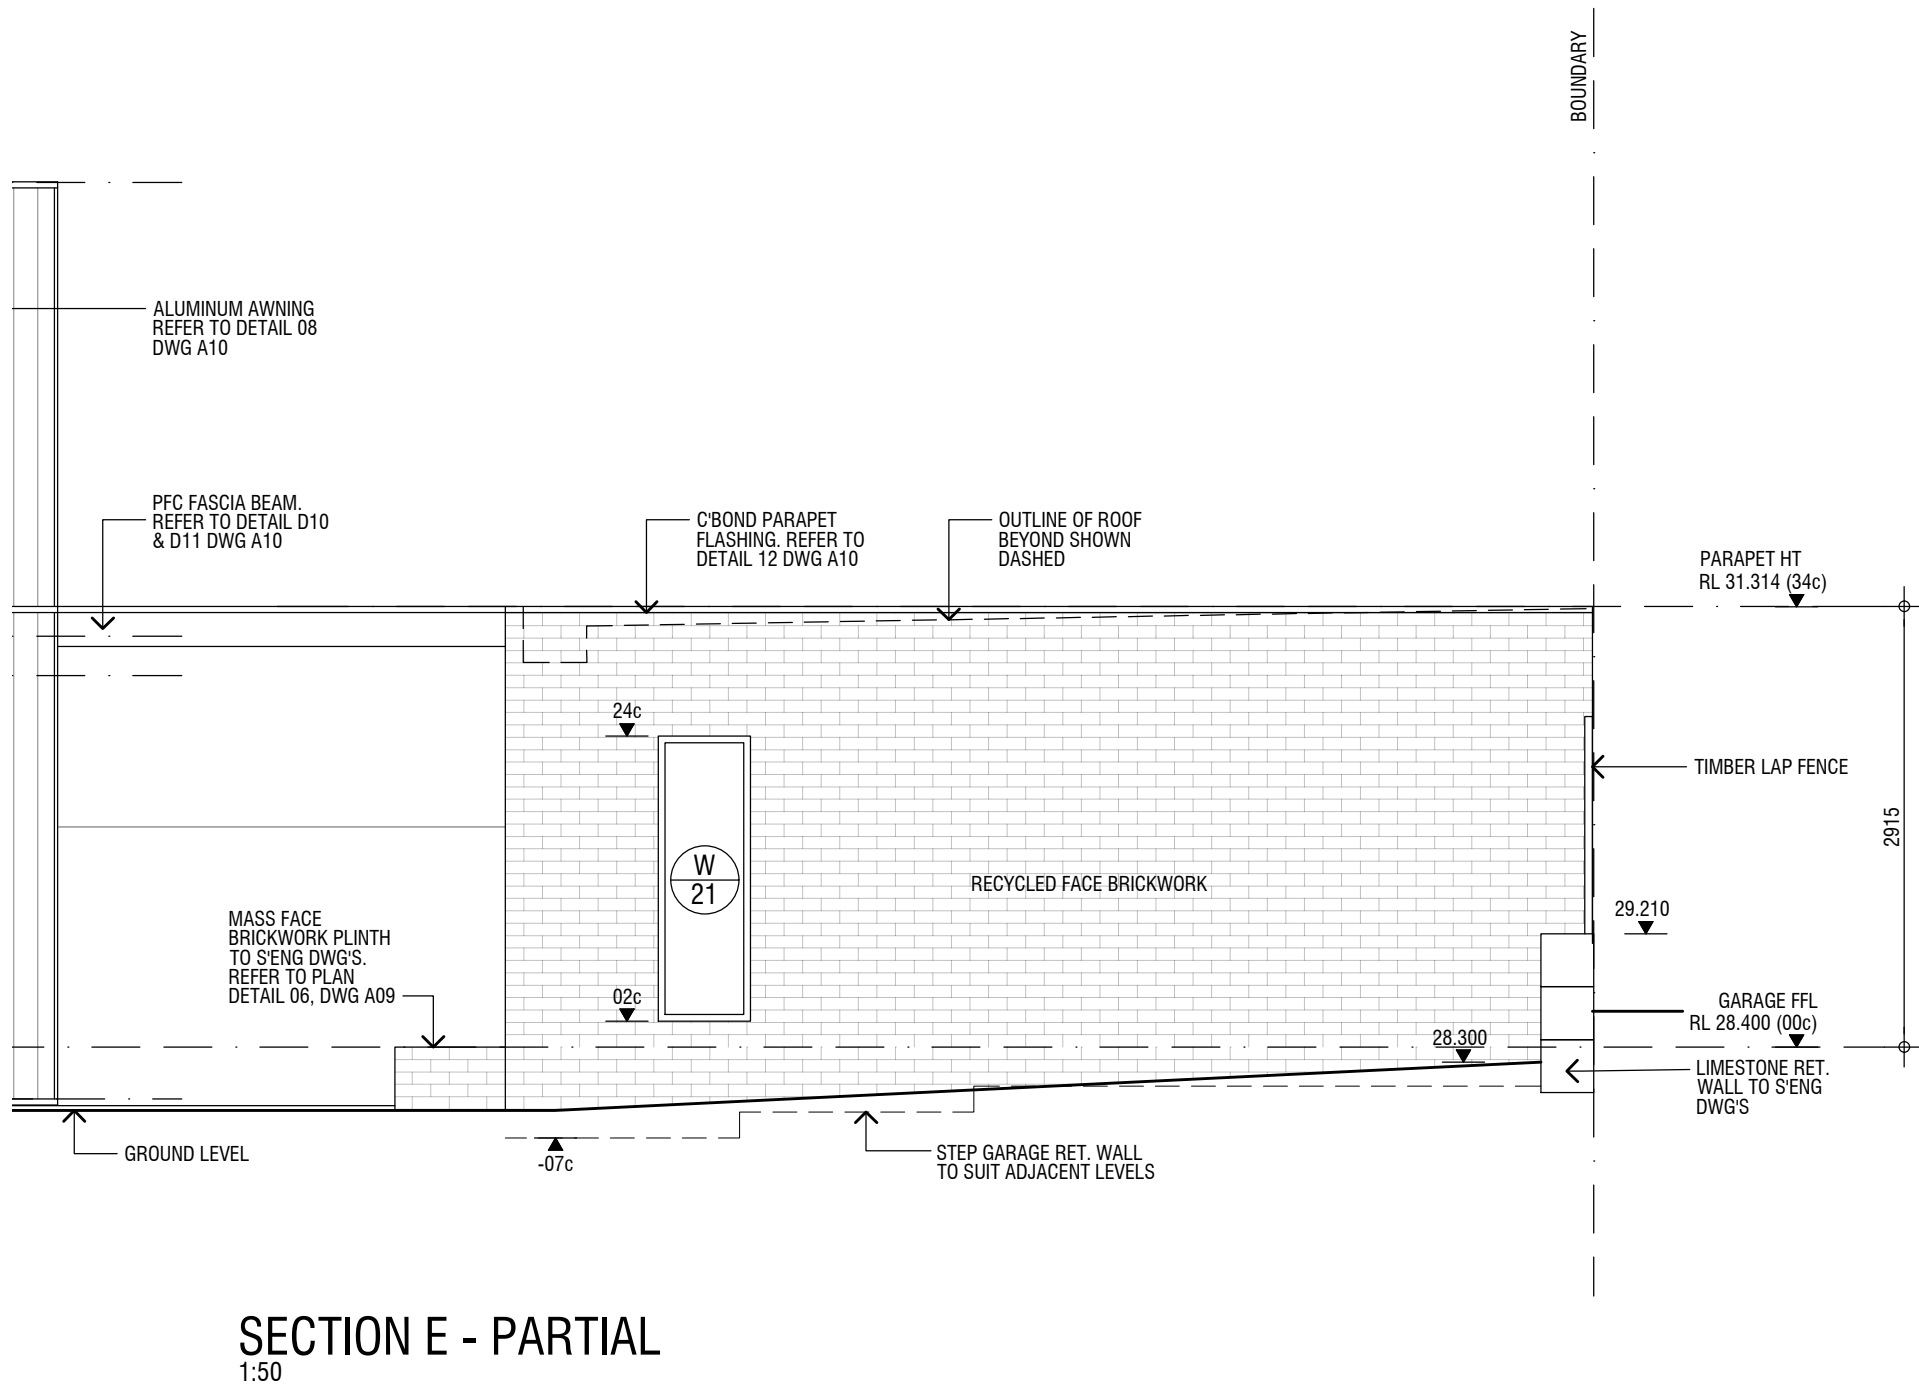 BOUNDARY
ALUMINUM AWNING
REFER TO DETAIL 08
DWG A10
PFC FASCIA BEAM.
REFER TO DETAIL D10
& D11 DWG A10
C'BOND PARAPET
FLASHING. REFER TO
DETAIL 12 DWG A10
OUTLINE OF ROOF
BEYOND SHOWN
DASHED
PARAPET HT
RL 31.314 (34c)
24c
TIMBER LAP FENCE
2915
W
21
RECYCLED FACE BRICKWORK
29.210
MASS FACE
BRICKWORK PLINTH
TO S'ENG DWG'S.
REFER TO PLAN
DETAIL 06, DWG A09
02c
GARAGE FFL
RL 28.400 (00c)
28.300
LIMESTONE RET.
WALL TO S'ENG
DWG'S
GROUND LEVEL
-07c
STEP GARAGE RET. WALL
TO SUIT ADJACENT LEVELS
SECTION E - PARTIAL
1:50